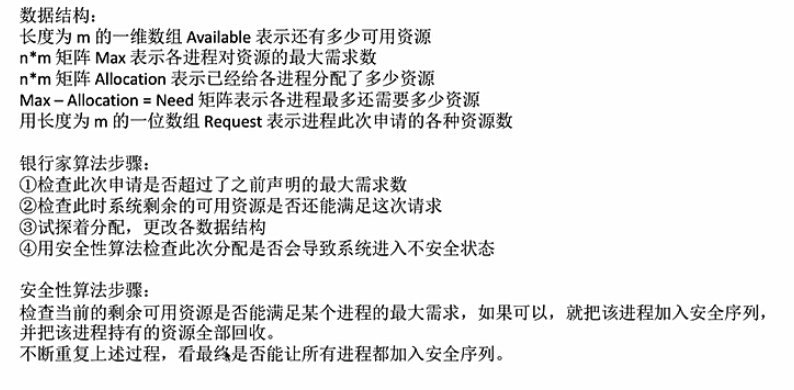 数据结构：
长度为 m 的一维数组 Available 表示还有多少可用资源
n*m 矩阵 Max 表示各进程对资源的最大需求数
n*m 矩阵 Allocation 表示已经给各进程分配了多少资源
Max – Allocation = Need 矩阵表示各进程最多还需要多少资源
用长度为 m 的一位数组 Request 表示进程此次申请的各种资源数
银行家算法步骤：
①检查此次申请是否超过了之前声明的最大需求数
②检查此时系统剩余的可用资源是否还能满足这次请求
③试探着分配，更改各数据结构
④用安全性算法检查此次分配是否会导致系统进入不安全状态
安全性算法步骤：
检查当前的剩余可用资源是否能满足某个进程的最大需求，如果可以，就把该进程加入安全序列，
并把该进程持有的资源全部回收。
不断重复上述过程，看最终是否能让所有进程都加入安全序列。